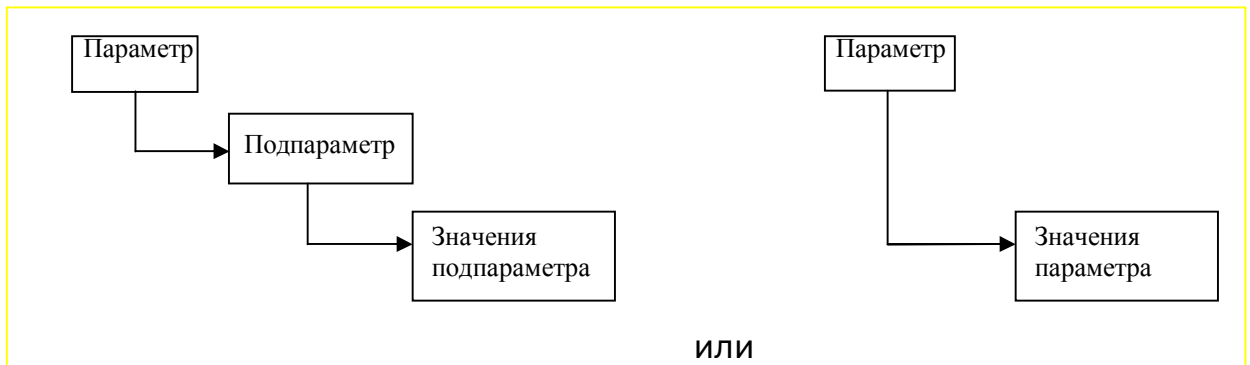 Параметр
Параметр
Подпараметр
Значения
подпараметра
Значения
параметра
или